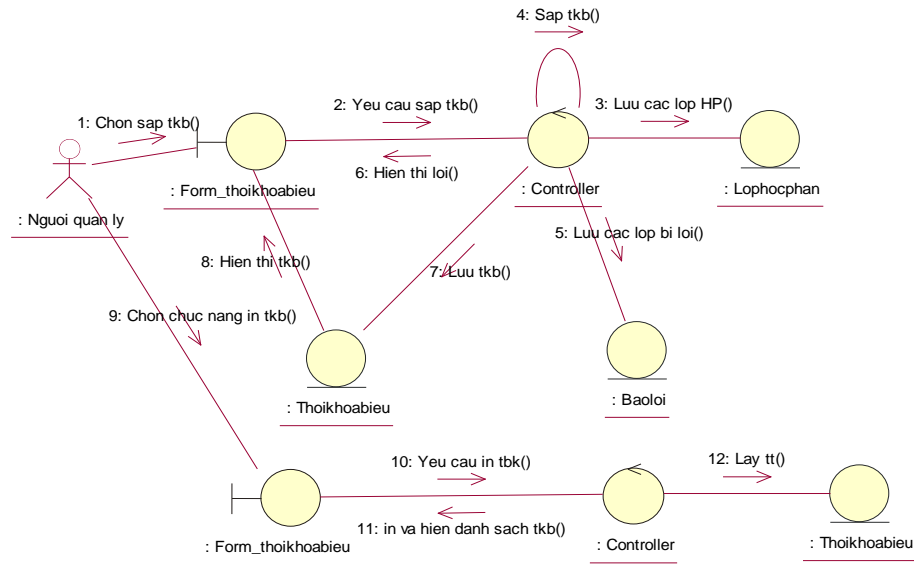 4: Sap tkb()
2: Yeu cau sap tkb()
3: Luu cac lop HP()
1: Chon sap tkb()
6: Hien thi loi()
: Form_thoikhoabieu
: Controller
: Lophocphan
: Nguoi quan ly
5: Luu cac lop bi loi()
8: Hien thi tkb()
7: Luu tkb()
9: Chon chuc nang in tkb()
: Thoikhoabieu
: Baoloi
10: Yeu cau in tbk()
12: Lay tt()
11: in va hien danh sach tkb()
: Form_thoikhoabieu
: Controller
: Thoikhoabieu